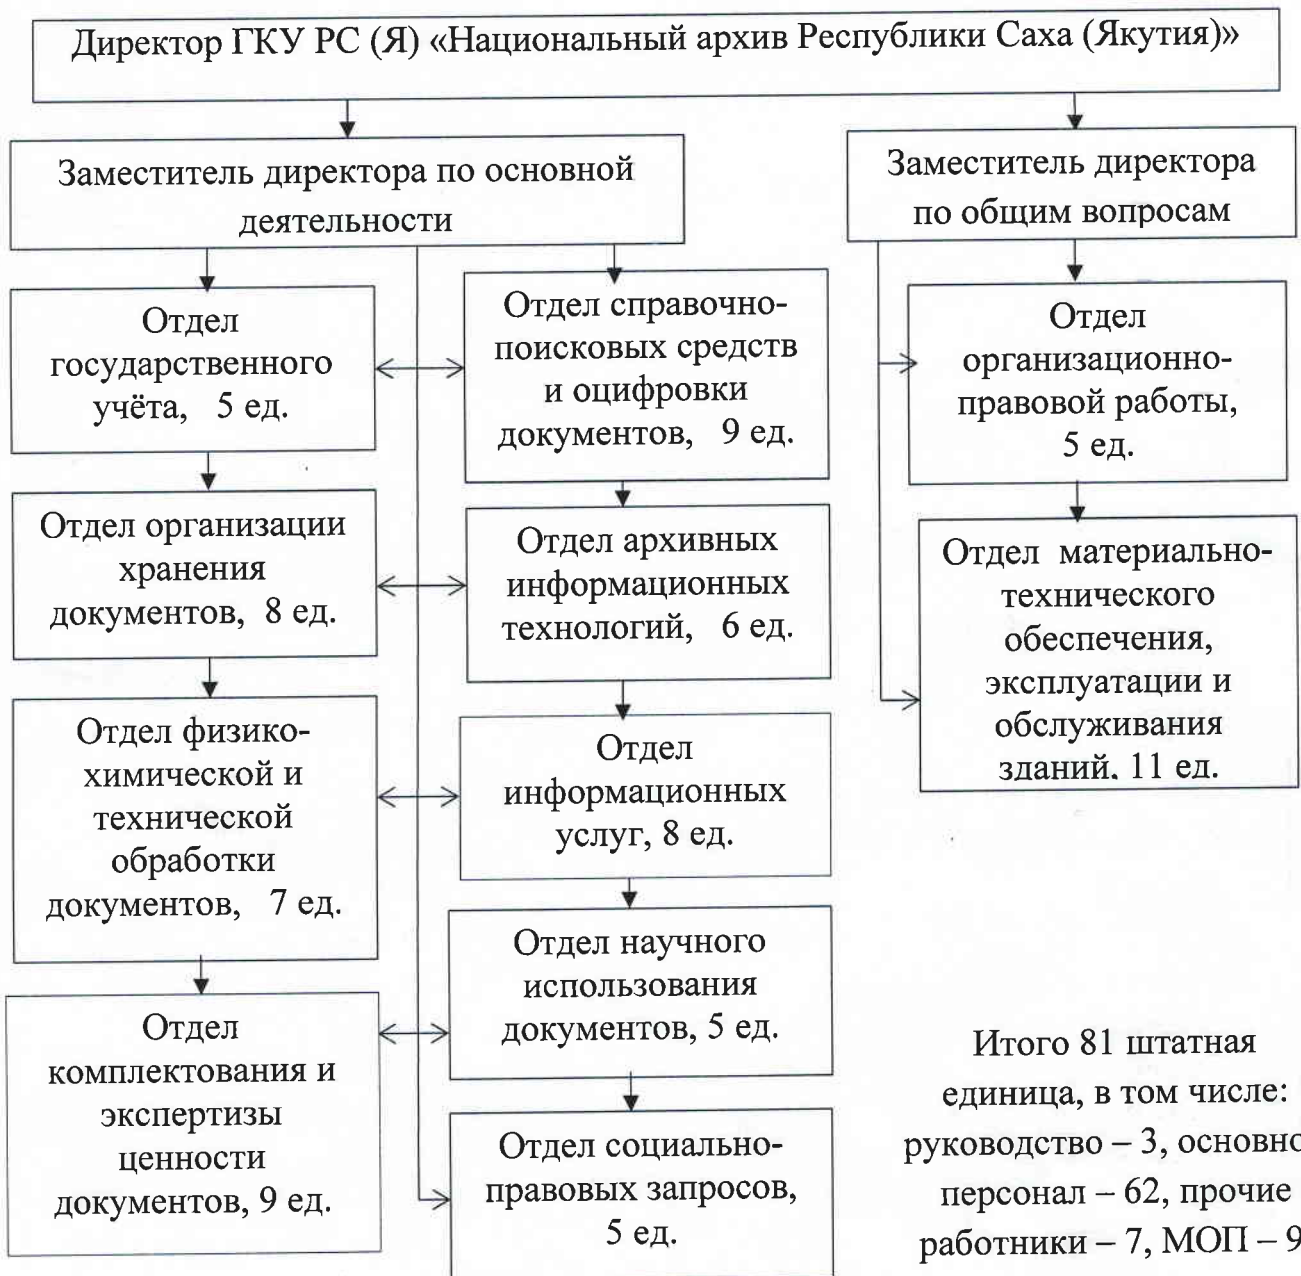 Директор ГКУ РС (Я) «Национальный архив Республики Саха (Якутия)»
Заместитель директора по основной
деятельности
Заместитель директора
по общим вопросам
Отдел
государственного
учёта, 5 ед.
Отдел справочно-
поисковых средств
и оцифровки
документов, 9 ед.
Отдел
организационно-
правовой работы,
5 ед.
Отдел организации
хранения
документов, 8 ед.
Отдел архивных
информационных
технологий, 6 ед.
Отдел материально-
технического
обеспечения,
эксплуатации и
обслуживания
зданий, 11 ед.
Отдел физико-
химической и
технической
обработки
документов, 7 ед.
Отдел
информационных
услуг, 8 ед.
Отдел научного
использования
документов, 5 ед.
Отдел
комплектования и
экспертизы
ценности
документов, 9 ед.
Отдел социально-
правовых запросов,
5 ед.
Итого 81 штатная
единица, в том числе:
руководство – 3, основно
персонал – 62, прочие
работники – 7, МОП – 9